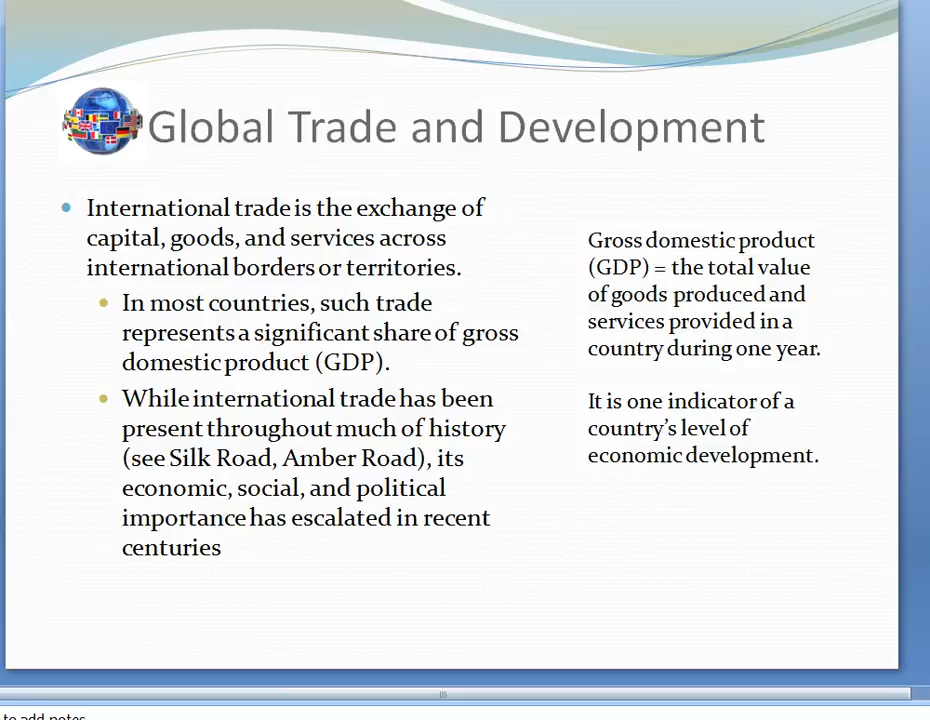 Global Trade and Development
International trade is the exchange of
capital, goods, and services across
international borders or territories.
In most countries, such trade
represents a significant share of gross
domestic product (GDP).
While international trade has been
present throughout much of history
(see Silk Road, Amber Road), its
economic, social, and political
importance has escalated in recent
centuries
Gross domestic product
(GDP) = the total value
of goods produced and
services provided in a
country during one year.
It is one indicator of a
country's level of
economic development.
to add notes